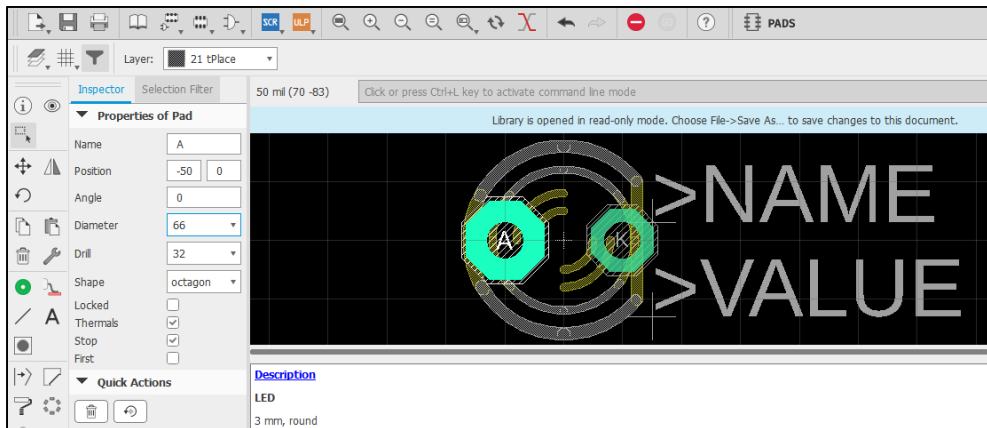 SCR
ULP
?
PADS
Layer: 21 tPlace
Inspector Selection Filter
50 mil (70 -83)
Click or press Ctrl+L key to activate command line mode
Library is opened in read-only mode. Choose File->Save As... to save changes to this document.
Properties of Pad
Name A
Position -50 0
Angle 0
Diameter 66
Drill 32
Shape octagon
Locked
Thermals
Stop
First
Quick Actions
A
A
K
>NAME
>VALUE
Description
LED
3 mm, round